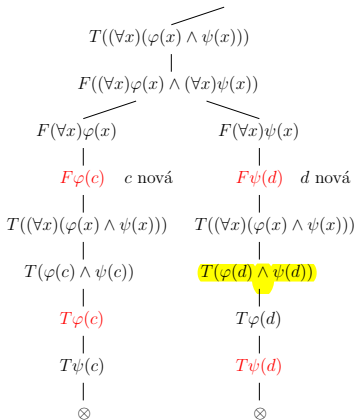 T((∀x)(φ(x) ∧ ψ(x)))
F((∀x)φ(x) ∧ (∀x)ψ(x))
F(∀x)φ(x) F(∀x)ψ(x)
Fφ(c) c nová Fψ(d) d nová
T((∀x)(φ(x) ∧ ψ(x))) T((∀x)(φ(x) ∧ ψ(x)))
T(φ(c) ∧ ψ(c)) T(φ(d) ∧ ψ(d))
Tφ(c) Tφ(d)
Tψ(c) Tψ(d)
⊗ ⊗